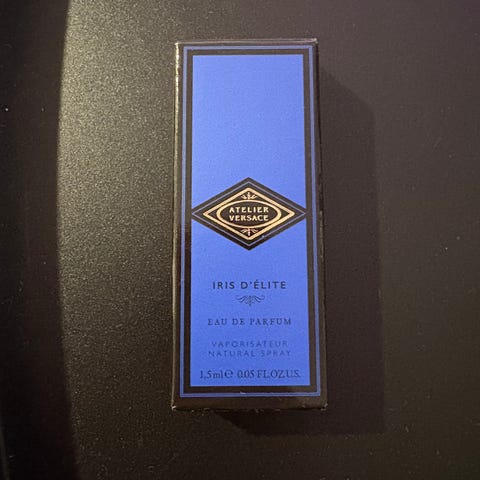 ATELIER
VERSACE
IRIS D'ÉLITE
EAU DE PARFUM
VAPORISATEUR
NATURAL SPRAY
1,5ml ℮ 0.05 FL.OZ.US.